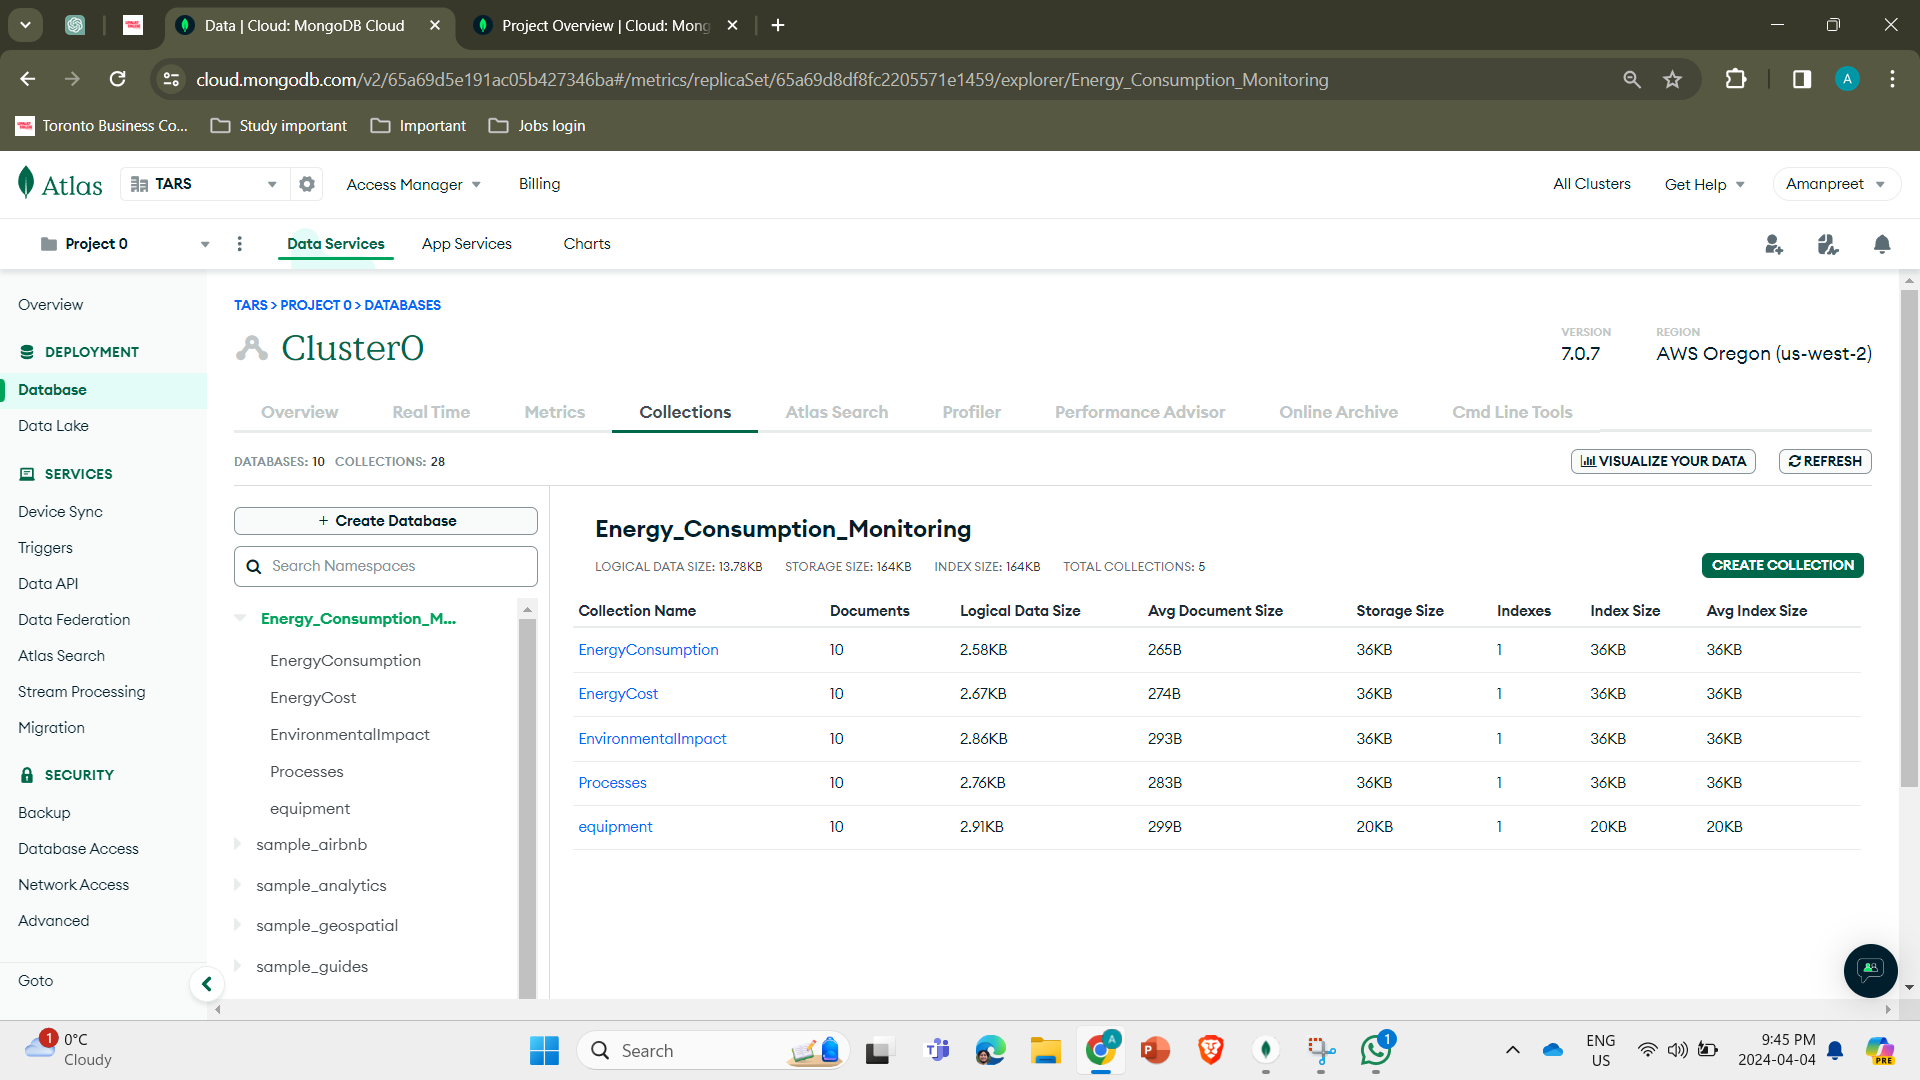 Data | Cloud: MongoDB Cloud
Project Overview | Cloud: Mong
cloud.mongodb.com/v2/65a69d5e191ac05b427346ba#/metrics/replicaSet/65a69d8df8fc2205571e1459/explorer/Energy_Consumption_Monitoring
A
Toronto Business Co...
Study important
Important
Jobs login
Atlas
TARS
Access Manager
Billing
All Clusters
Get Help
Amanpreet
Project 0
Data Services
App Services
Charts
Overview
DEPLOYMENT
Database
Data Lake
SERVICES
Device Sync
Triggers
Data API
Data Federation
Atlas Search
Stream Processing
Migration
SECURITY
Backup
Database Access
Network Access
Advanced
Goto
TARS > PROJECT 0 > DATABASES
Cluster0
VERSION
7.0.7
REGION
AWS Oregon (us-west-2)
Overview
Real Time
Metrics
Collections
Atlas Search
Profiler
Performance Advisor
Online Archive
Cmd Line Tools
DATABASES: 10 COLLECTIONS: 28
VISUALIZE YOUR DATA
REFRESH
+ Create Database
Search Namespaces
Energy_Consumption_M...
EnergyConsumption
EnergyCost
EnvironmentalImpact
Processes
equipment
sample_airbnb
sample_analytics
sample_geospatial
sample_guides
Energy_Consumption_Monitoring
LOGICAL DATA SIZE: 13.78KB STORAGE SIZE: 164KB INDEX SIZE: 164KB TOTAL COLLECTIONS: 5
CREATE COLLECTION
Collection Name Documents Logical Data Size Avg Document Size Storage Size Indexes Index Size Avg Index Size
EnergyConsumption 10 2.58KB 265B 36KB 1 36KB 36KB
EnergyCost 10 2.67KB 274B 36KB 1 36KB 36KB
EnvironmentalImpact 10 2.86KB 293B 36KB 1 36KB 36KB
Processes 10 2.76KB 283B 36KB 1 36KB 36KB
equipment 10 2.91KB 299B 20KB 1 20KB 20KB
1
0°C
Cloudy
Search
A
1
ENG
US
9:45 PM
2024-04-04
PRE